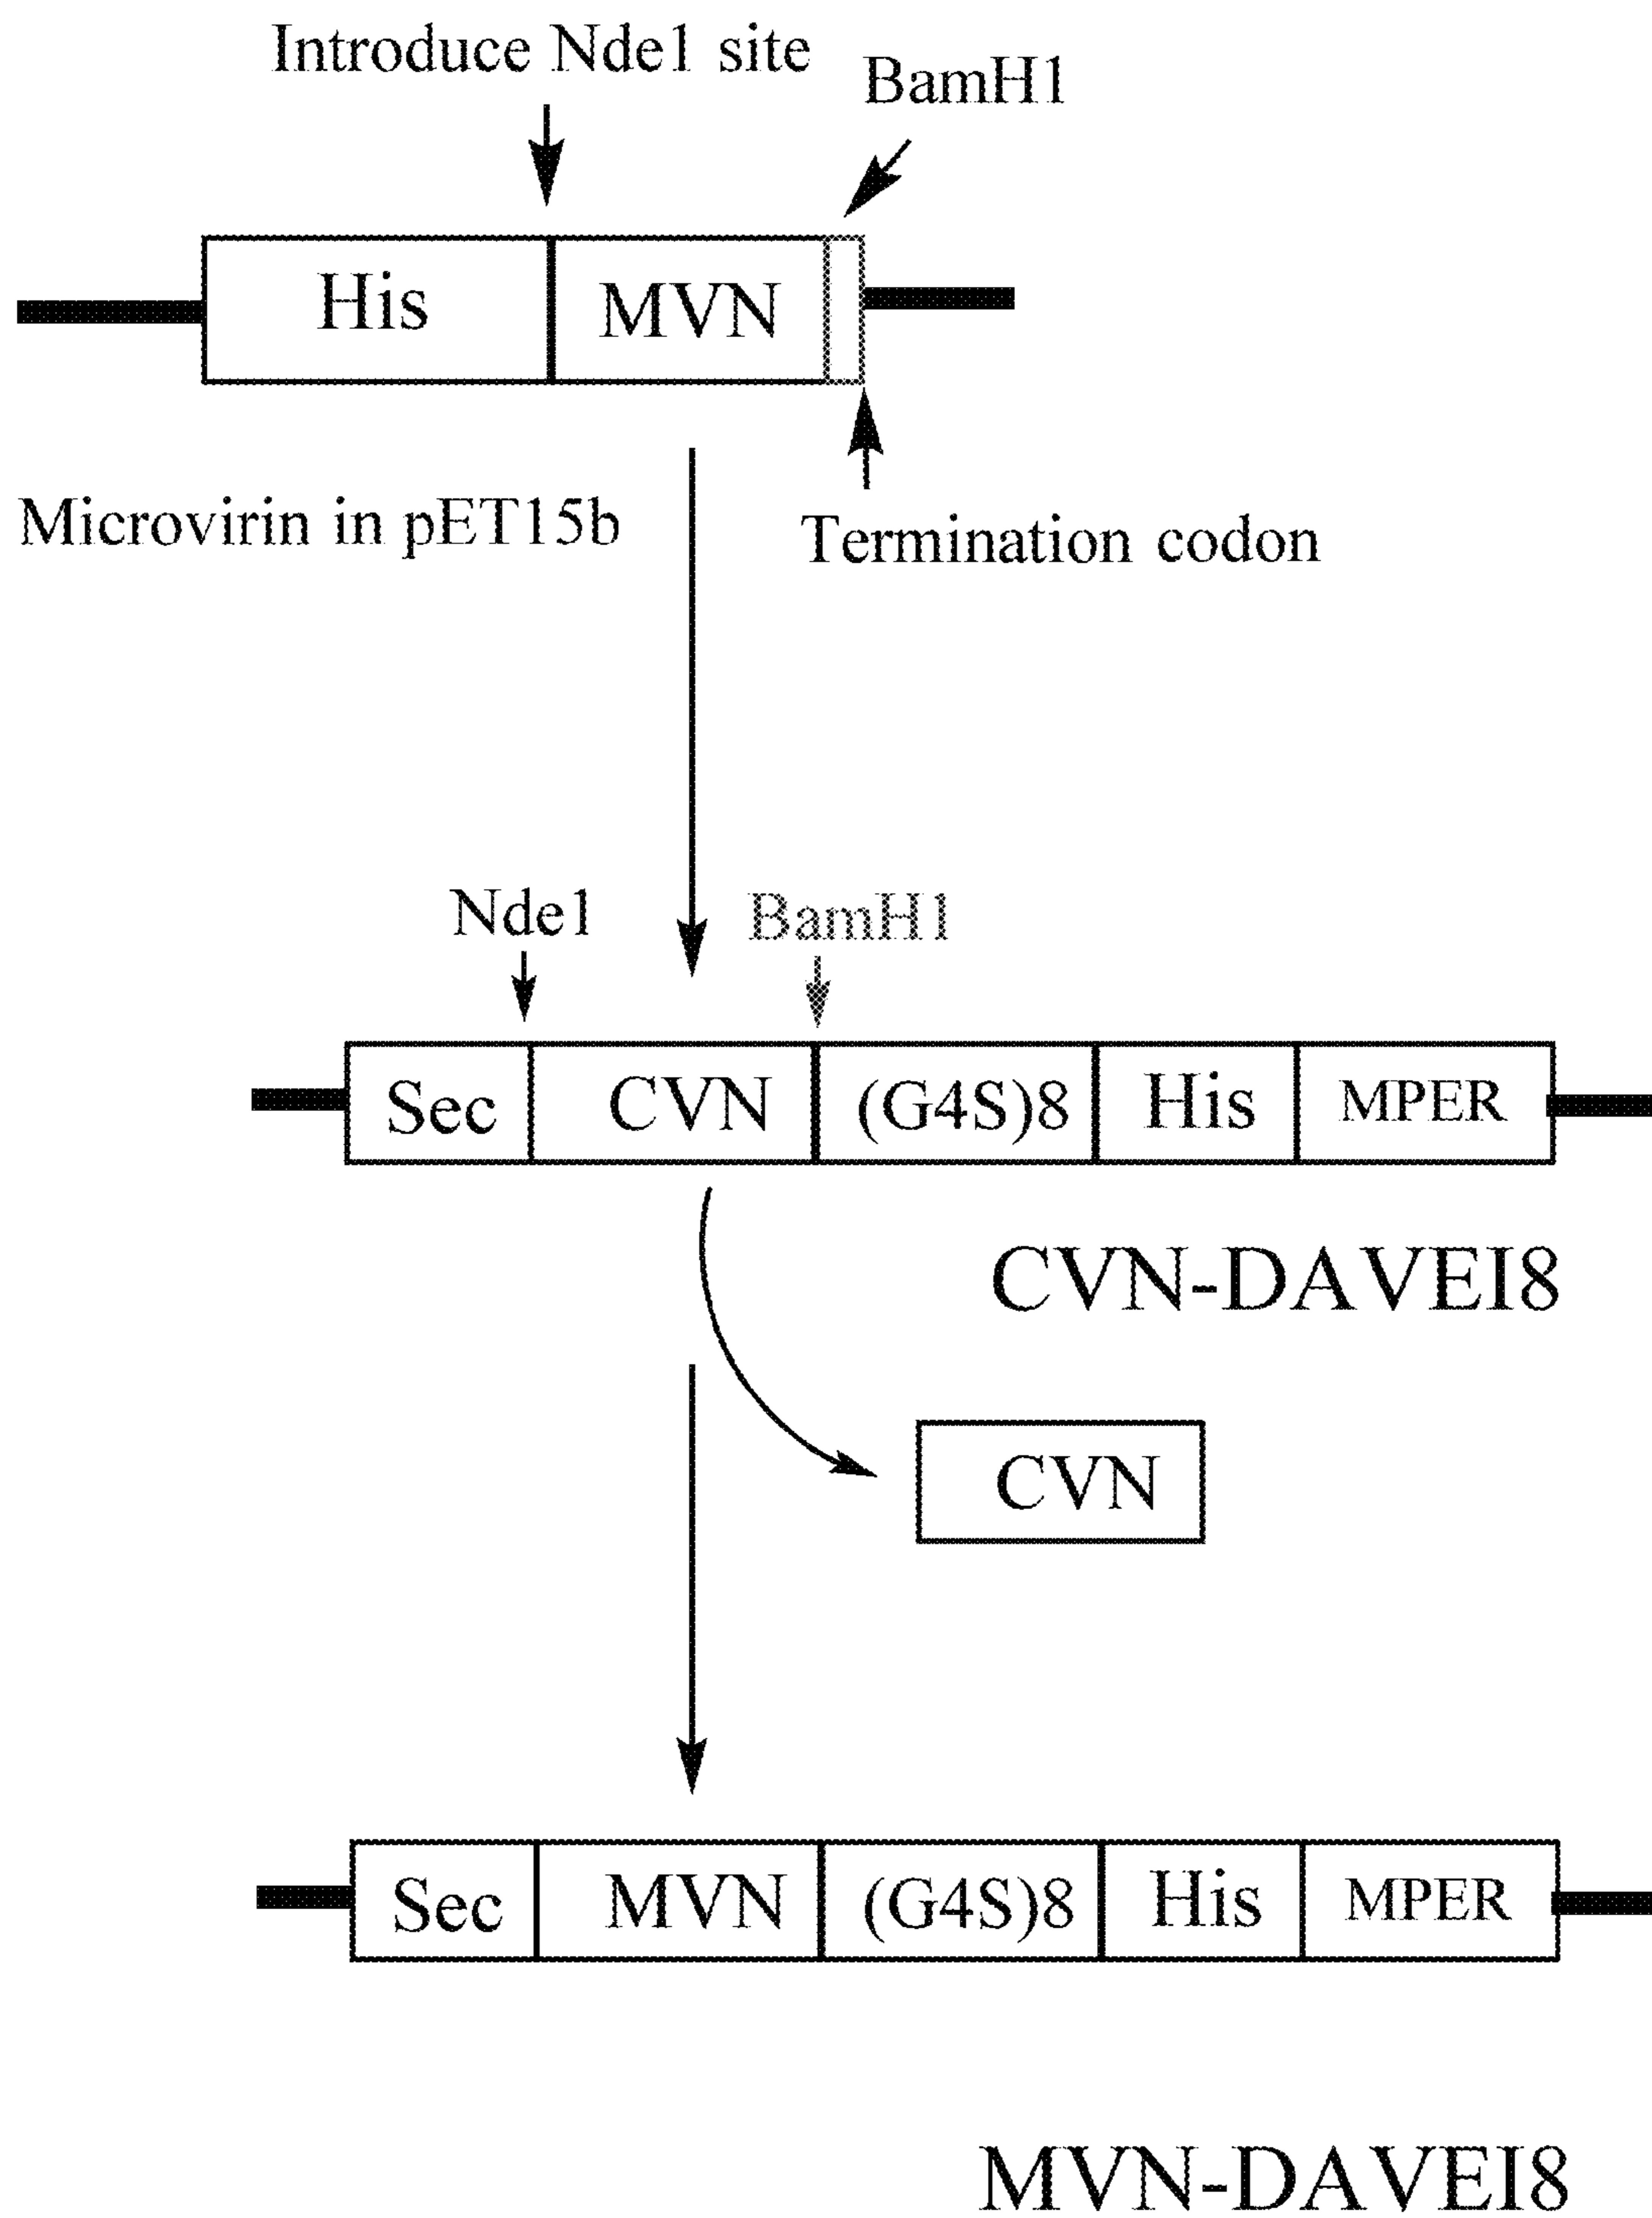 Introduce Nde1 site
BamH1
His
MVN
Microvirin in pET15b
Termination codon
Nde1
BamH1
Sec
CVN
(G4S)8
His
MPER
CVN-DAVEI8
CVN
Sec
MVN
(G4S)8
His
MPER
MVN-DAVEI8